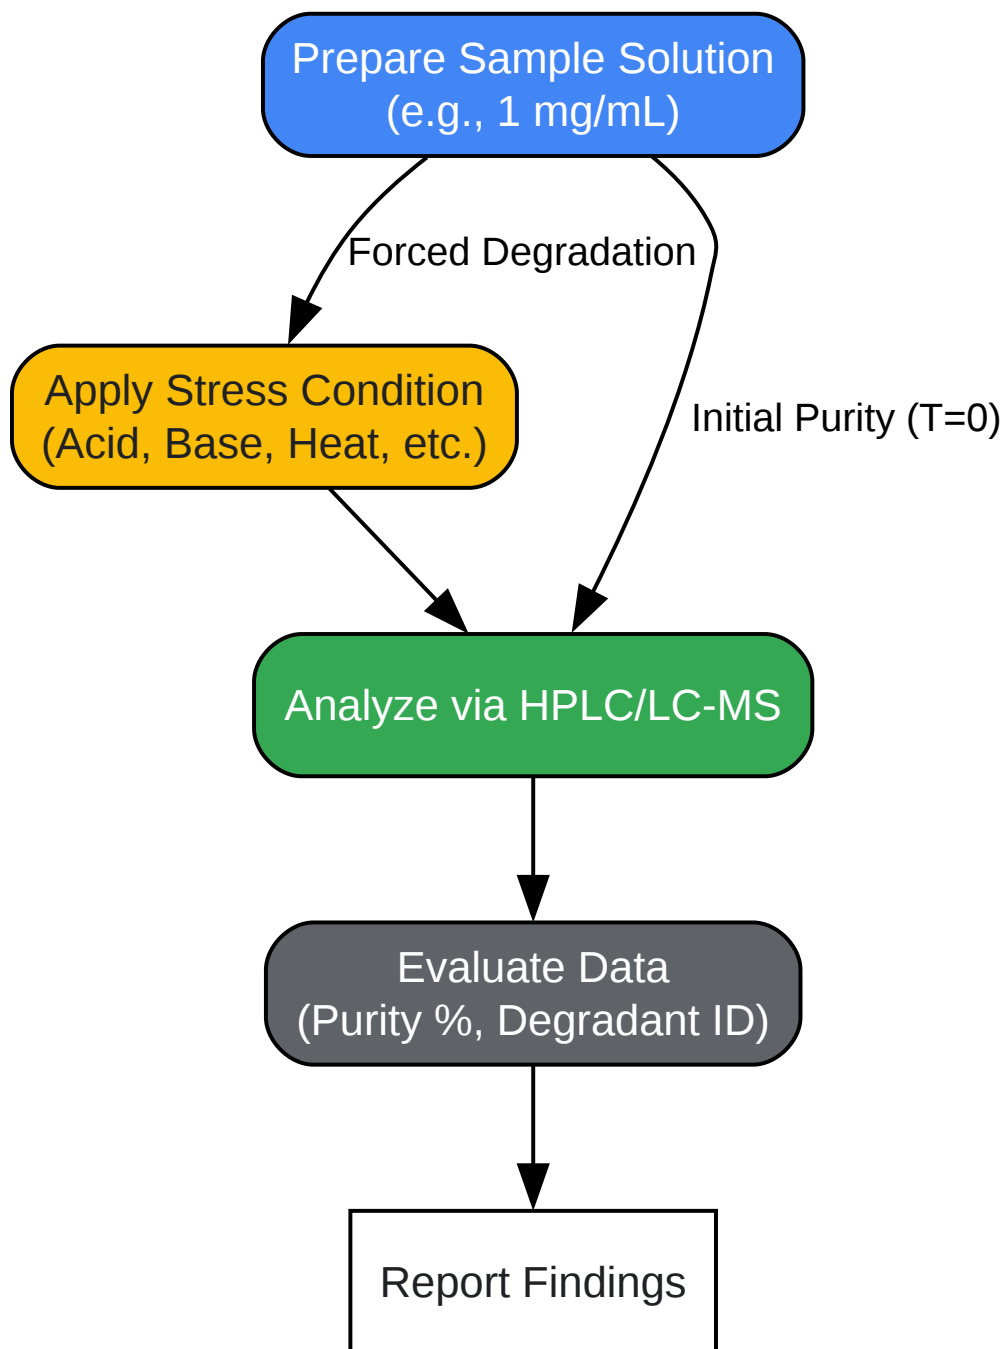 Prepare Sample Solution
(e.g., 1 mg/mL)
Forced Degradation
Apply Stress Condition
(Acid, Base, Heat, etc.)
Initial Purity (T=0)
Analyze via HPLC/LC-MS
Evaluate Data
(Purity %, Degradant ID)
Report Findings